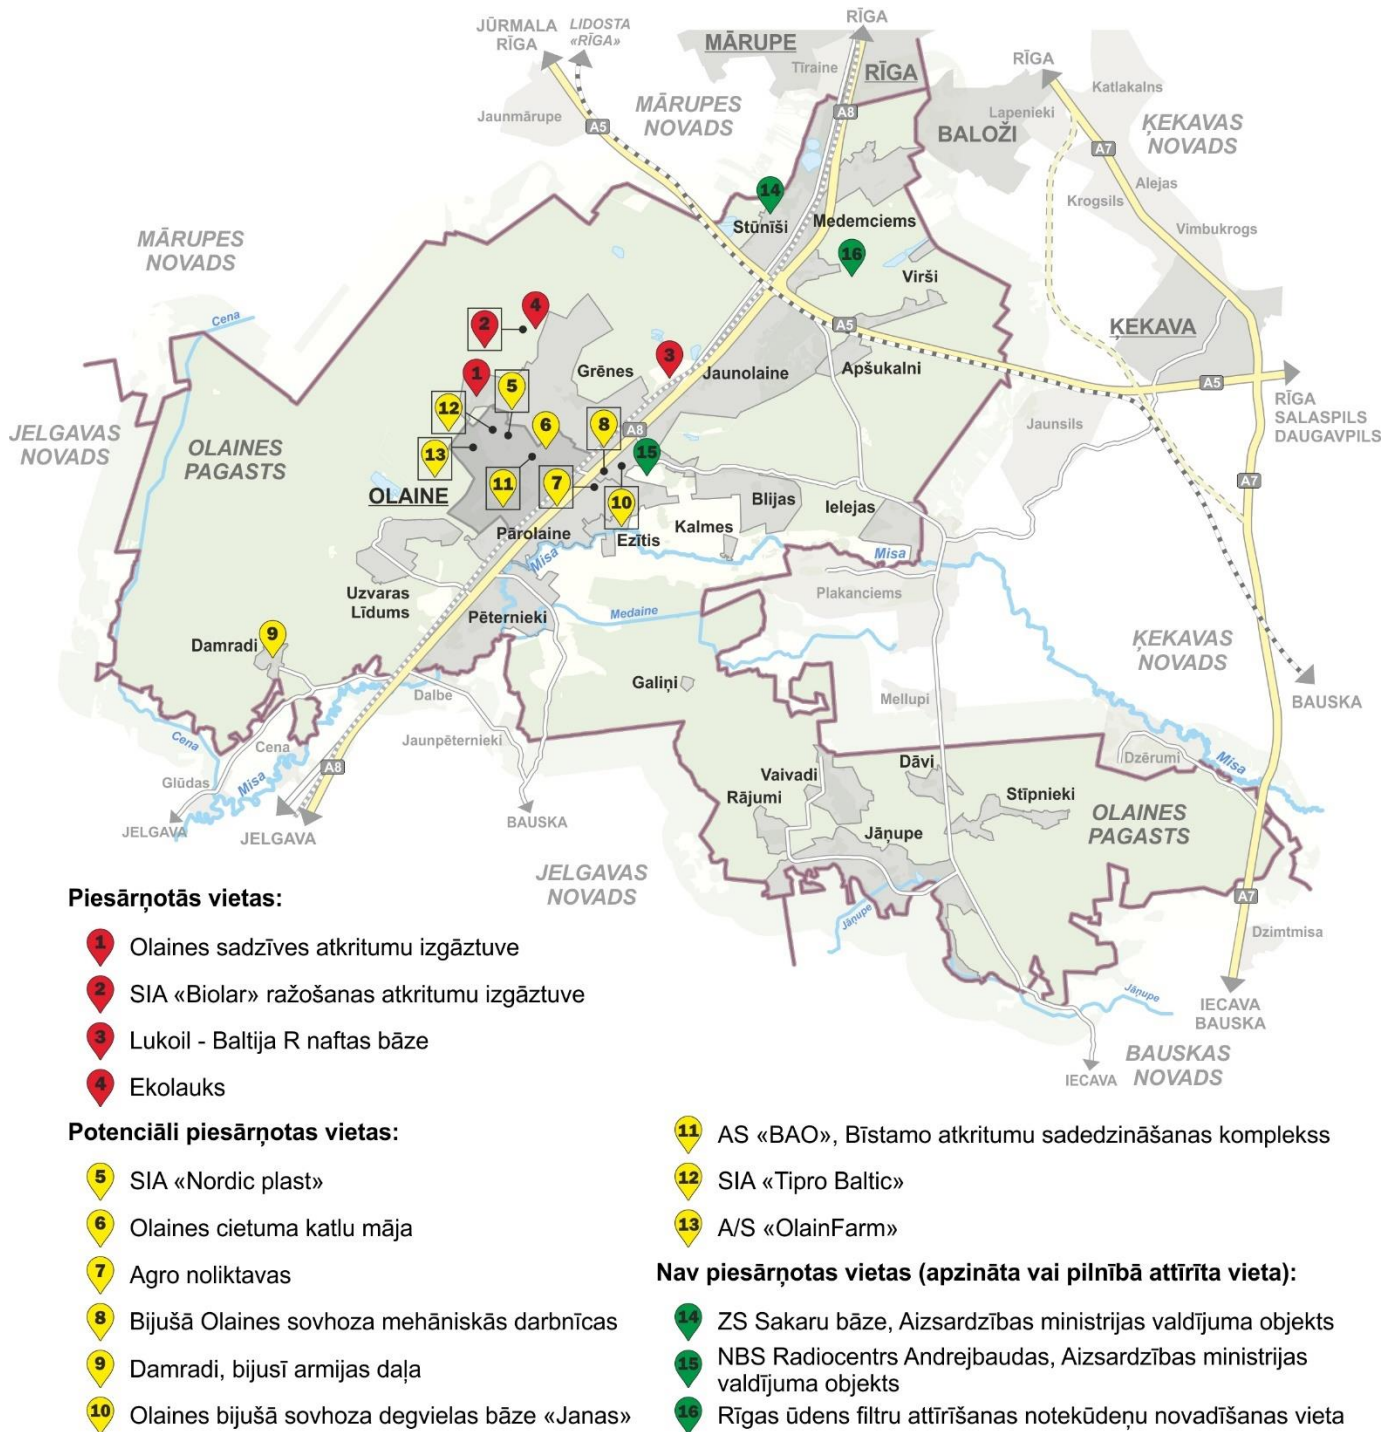 RĪGA
JŪRMALA
RĪGA
LIDOSTA
«RĪGA»
MĀRUPE
Tīraine
RĪGA
RĪGA
Katlakalns
Lapenieki
MĀRUPES
NOVADS
Jaunmārupe
A5
A8
BALOŽI
ĶEKAVAS
NOVADS
A7
Alejas
Krogsils
Vimbukrogs
14
Stūnīši
Medemciems
16
Virši
MĀRUPES
NOVADS
Cena
4
2
A5
ĶEKAVA
3
1
Grēnes
Jaunolaine
Apšukalni
5
A5
RĪGA
SALASPILS
DAUGAVPILS
12
6
8
A8
Jaunsils
JELGAVAS
NOVADS
OLAINES
PAGASTS
13
15
11
7
10
A7
OLAINE
Blijas
Ielejas
Pārolaine
Ezītis
Kalmes
Misa
Misa
Uzvaras
Līdums
Plakanciems
Pēternieki
Medaine
9
Damradi
ĶEKAVAS
NOVADS
Galiņi
Dalbe
Mellupi
BAUSKA
Cena
Cena
Jaunpēternieki
Dzērumi
Misa
A8
Glūdas
Misa
Vaivadi
Dāvi
Rājumi
Stīpnieki
OLAINES
PAGASTS
JELGAVA
JELGAVA
BAUSKA
Jāņupe
JELGAVAS
NOVADS
A7
Jāņupe
Dzimtmisa
Jāņupe
IECAVA
BAUSKA
BAUSKAS
NOVADS
IECAVA
Piesārņotās vietas:
1 Olaines sadzīves atkritumu izgāztuve
2 SIA «Biolar» ražošanas atkritumu izgāztuve
3 Lukoil - Baltija R naftas bāze
4 Ekolauks
Potenciāli piesārņotas vietas:
5 SIA «Nordic plast»
6 Olaines cietuma katlu māja
7 Agro noliktavas
8 Bijušā Olaines sovhoza mehāniskās darbnīcas
9 Damradi, bijusī armijas daļa
10 Olaines bijušā sovhoza degvielas bāze «Janas»
11 AS «BAO», Bīstamo atkritumu sadedzināšanas komplekss
12 SIA «Tipro Baltic»
13 A/S «OlainFarm»
Nav piesārņotas vietas (apzināta vai pilnībā attīrīta vieta):
14 ZS Sakaru bāze, Aizsardzības ministrijas valdījuma objekts
15 NBS Radiocentrs Andrejbaudas, Aizsardzības ministrijas
valdījuma objekts
16 Rīgas ūdens filtru attīrīšanas notekūdeņu novadīšanas vieta